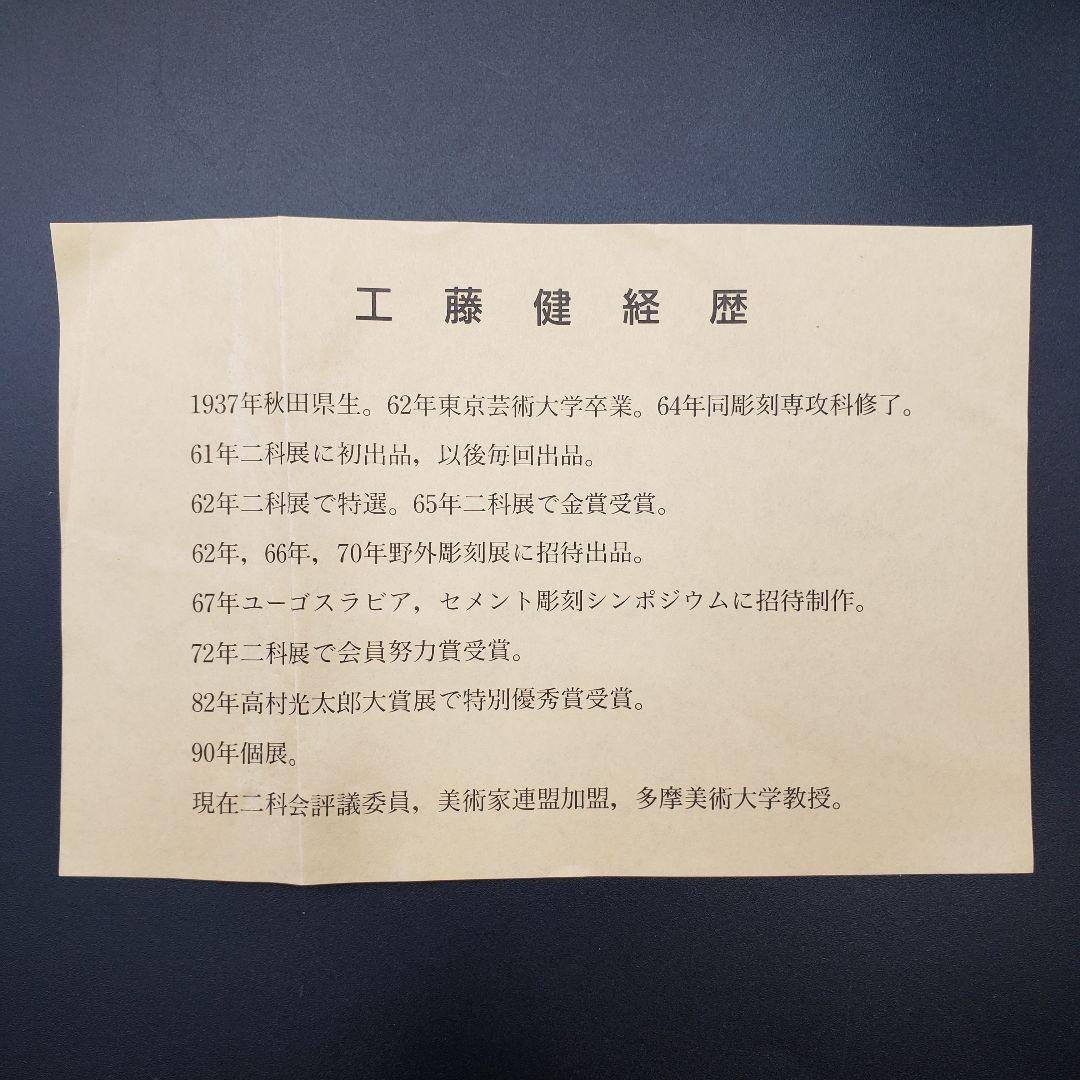 工藤健経歴
1937年秋田県生。62年東京芸術大学卒業。64年同彫刻専攻科修了。
61年二科展に初出品，以後毎回出品。
62年二科展で特選。65年二科展で金賞受賞。
62年，66年，70年野外彫刻展に招待出品。
67年ユーゴスラビア，セメント彫刻シンポジウムに招待制作。
72年二科展で会員努力賞受賞。
82年高村光太郎大賞展で特別優秀賞受賞。
90年個展。
現在二科会評議委員，美術家連盟加盟，多摩美術大学教授。